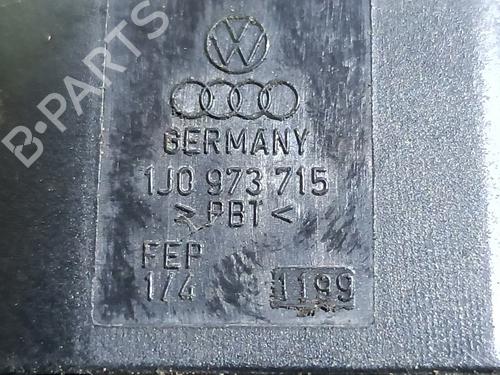 B-PARTS
GERMANY
1J0 973 715
> PBT <
FEP
1/4
1199